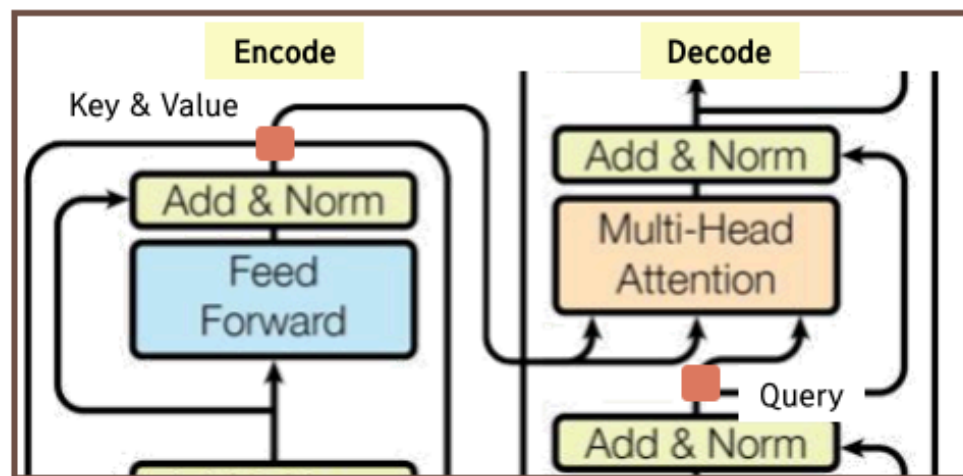 Encode
Decode
Key & Value
Add & Norm
Feed
Forward
Add & Norm
Multi-Head
Attention
Query
Add & Norm